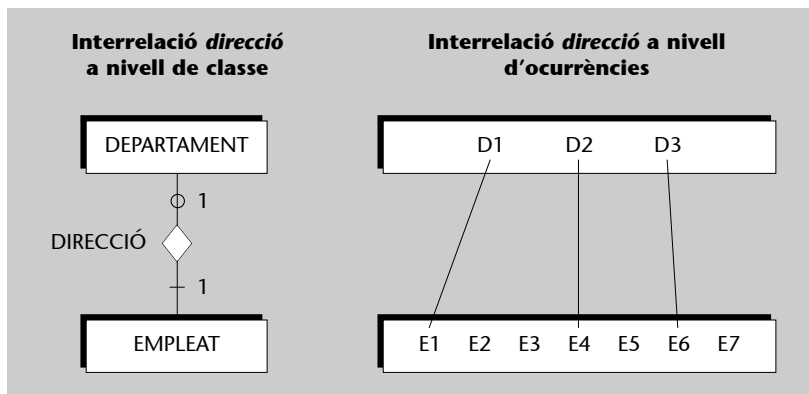 Interrelació direcció
a nivell de classe
DEPARTAMENT
1
DIRECCIÓ
1
EMPLEAT
Interrelació direcció a nivell
d'ocurrències
D1 D2 D3
E1 E2 E3 E4 E5 E6 E7